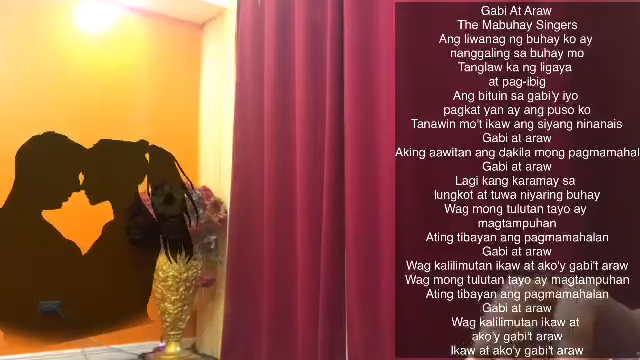 Gabi At Araw
The Mabuhay Singers
Ang liwanag ng buhay ko ay
nanggaling sa buhay mo
Tanglaw ka ng ligaya
at pag-ibig
Ang bituin sa gabi'y iyo
pagkat yan ay ang puso ko
Tanawin mo't ikaw ang siyang ninanais
Gabi at araw
Aking aawitan ang dakila mong pagmamahal
Gabi at araw
Lagi kang karamay sa
lungkot at tuwa niyaring buhay
Wag mong tulutan tayo ay
magtampuhan
Ating tibayan ang pagmamahalan
Gabi at araw
Wag kalilimutan ikaw at ako'y gabi't araw
Wag mong tulutan tayo ay magtampuhan
Ating tibayan ang pagmamahalan
Gabi at araw
Wag kalilimutan ikaw at
ako'y gabi't araw
Ikaw at ako'y gabi't araw